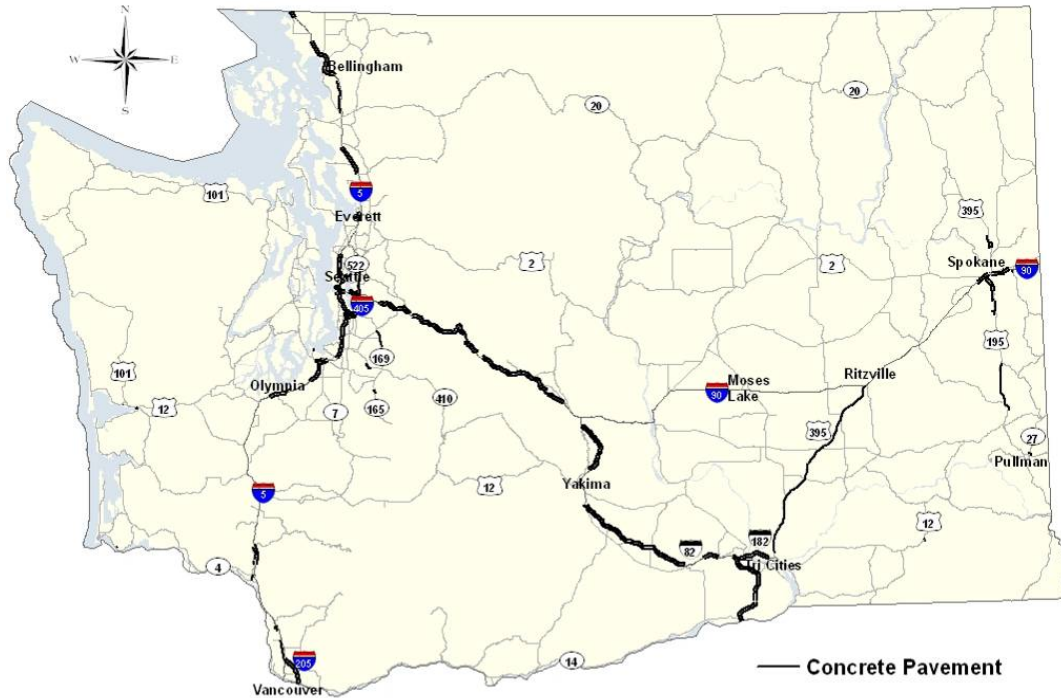 N
W E
S
Bellingham
20
20
101
5
Everett
395
522
Seattle
2
2
Spokane
90
405
169
195
101
Olympia
12
7
165
410
90
Moses
Lake
Ritzville
395
27
Pullman
12
Yakima
5
12
82
182
Tri Cities
4
14
205
Vancouver
Concrete Pavement